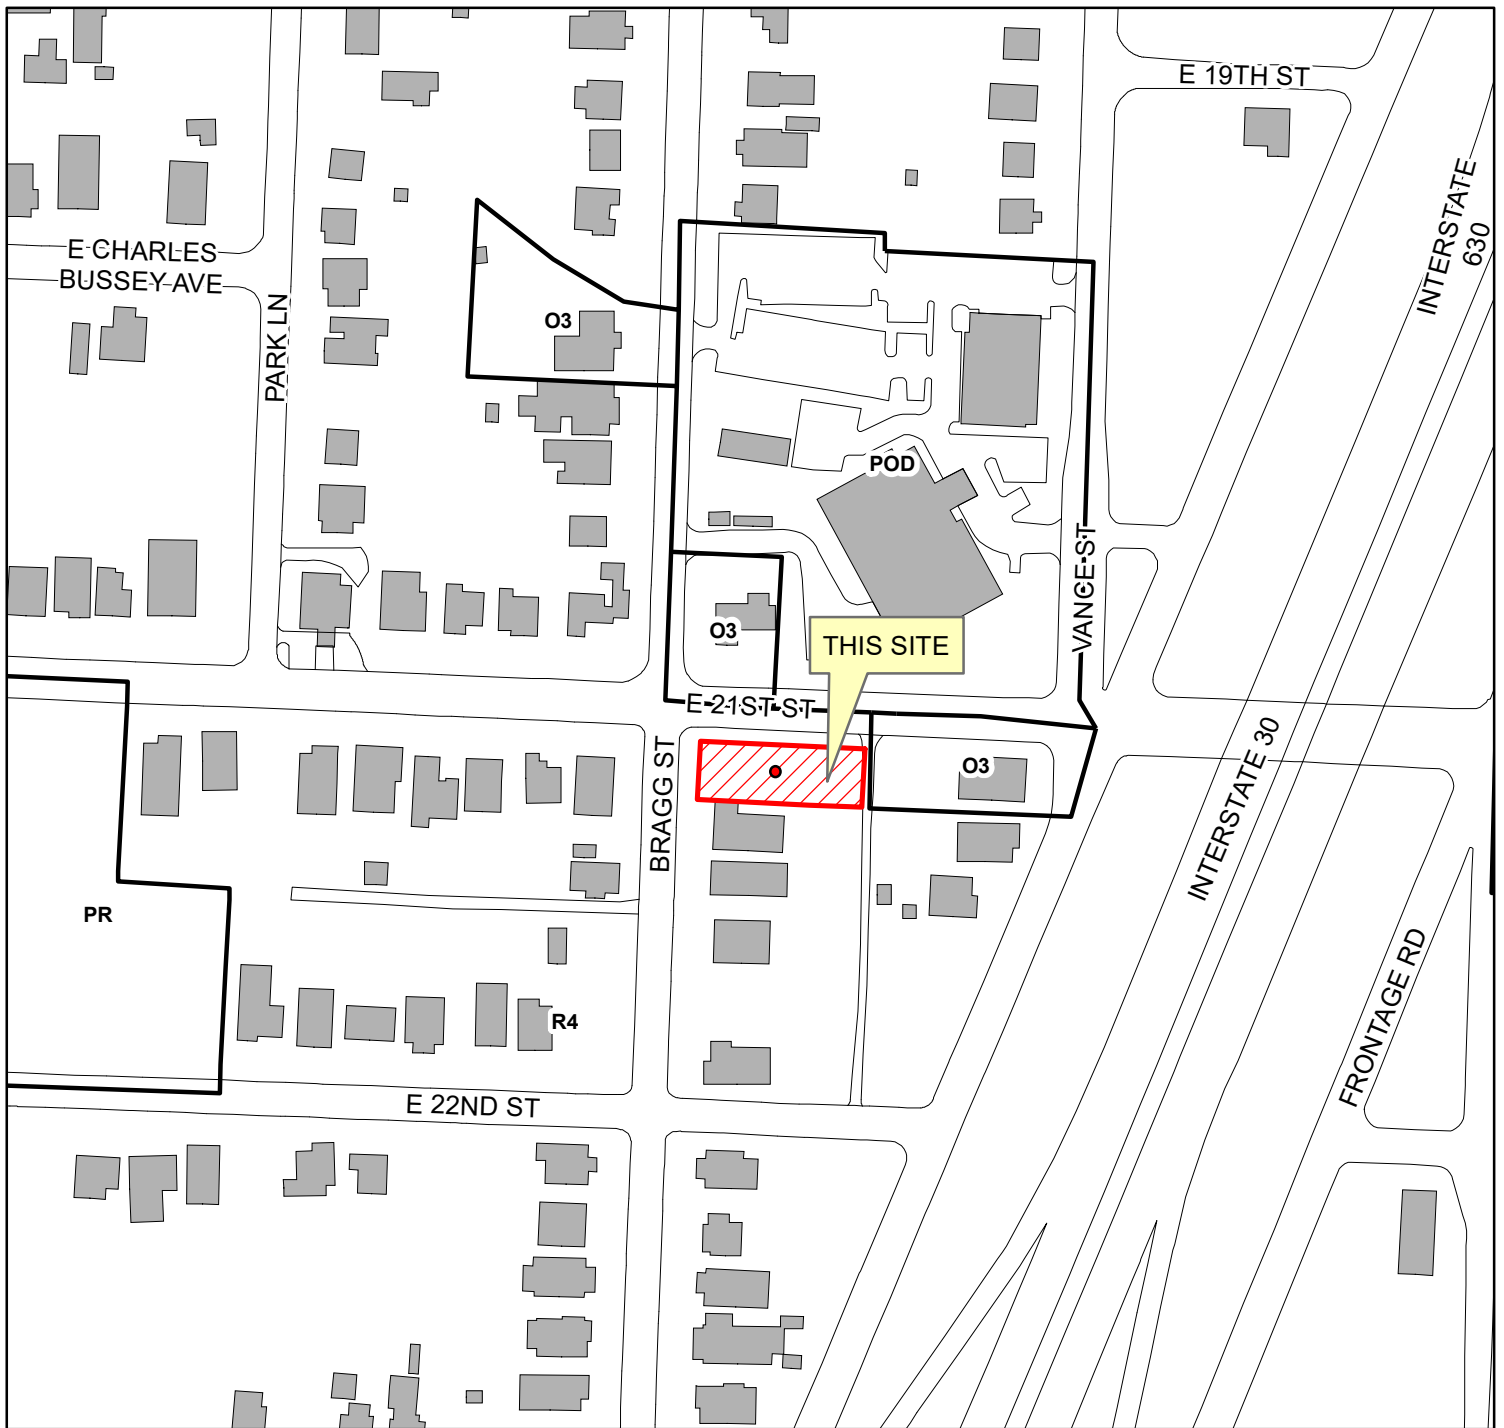 E 19TH ST
INTERSTATE
630
E CHARLES
BUSSEY AVE
PARK LN
O3
POD
VANCE ST
O3
THIS SITE
E 21ST ST
BRAGG ST
O3
INTERSTATE 30
PR
R4
FRONTAGE RD
E 22ND ST